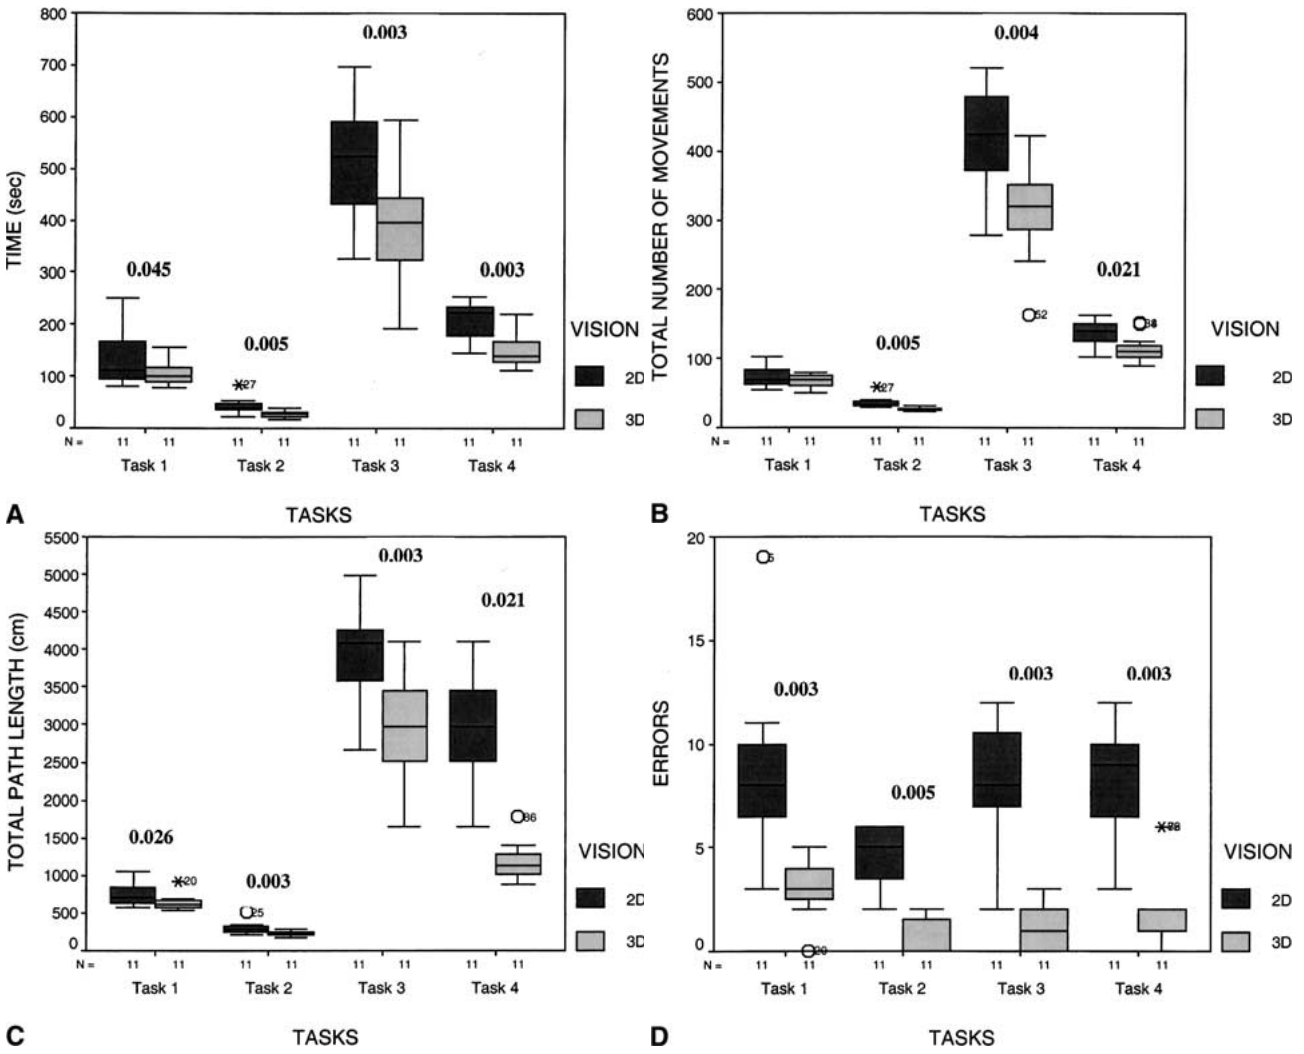 800
700
600
500
400
300
200
100
0
TIME (sec)
0.045
0.005
0.003
0.003
27
VISION
2D
3D
N = 11 11 11 11 11 11 11 11
Task 1 Task 2 Task 3 Task 4
A TASKS
600
500
400
300
200
100
0
TOTAL NUMBER OF MOVEMENTS
0.005
0.004
0.021
27
52
VISION
2D
3D
N = 11 11 11 11 11 11 11 11
Task 1 Task 2 Task 3 Task 4
B TASKS
5500
5000
4500
4000
3500
3000
2500
2000
1500
1000
500
0
TOTAL PATH LENGTH (cm)
0.026
0.003
0.003
0.021
20
25
86
VISION
2D
3D
N = 11 11 11 11 11 11 11 11
Task 1 Task 2 Task 3 Task 4
C TASKS
20
15
10
5
0
ERRORS
0.003
0.005
0.003
0.003
5
20
VISION
2D
3D
N = 11 11 11 11 11 11 11 11
Task 1 Task 2 Task 3 Task 4
D TASKS